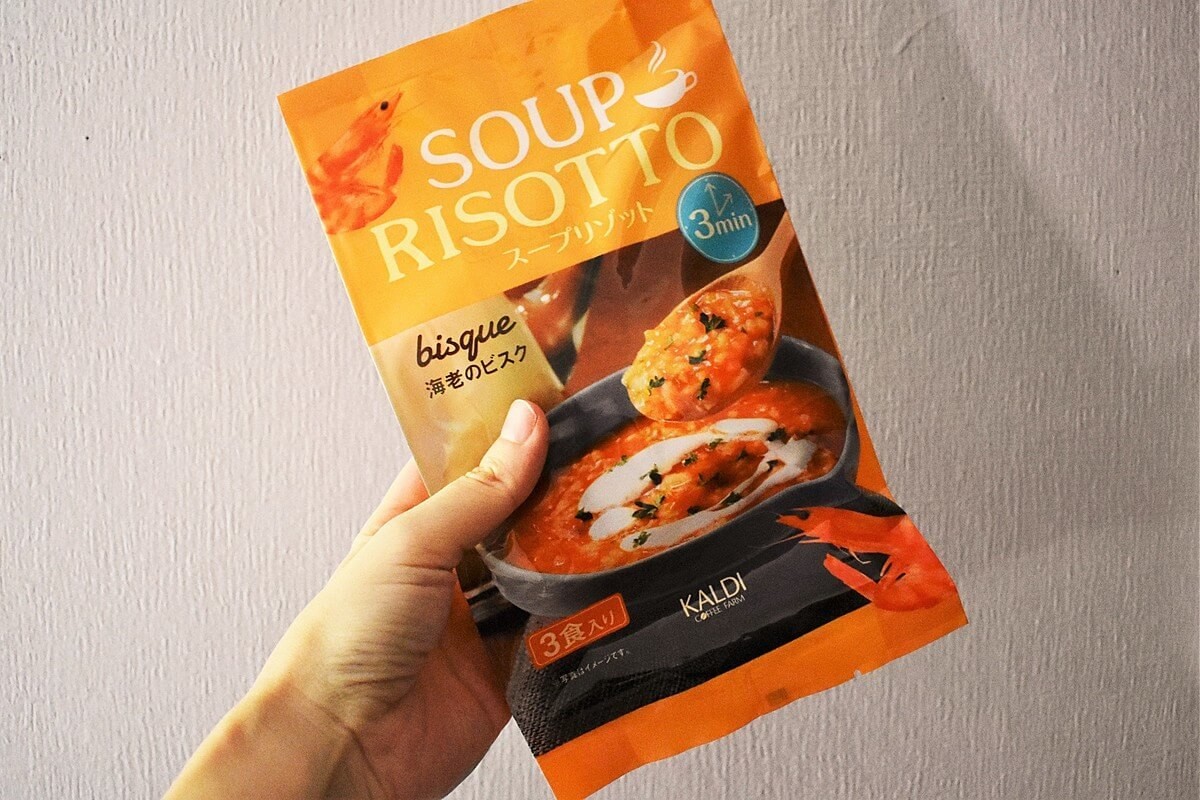 SOUP
RISOTTO
スープリゾット
3min
bisque
海老のビスク
KALDI
COFFEE FARM
3食入り
※写真はイメージです。